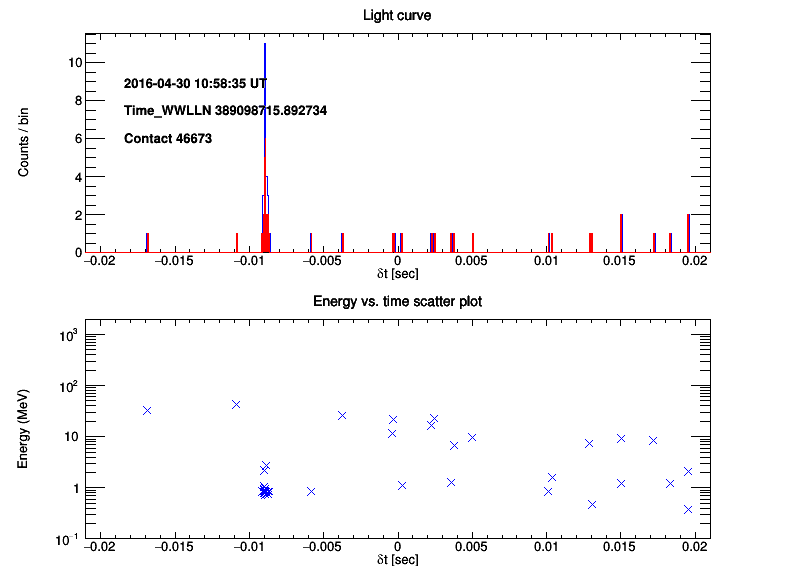 Light curve
Counts / bin
10
8
6
4
2
0
2016-04-30 10:58:35 UT
Time_WWLLN 389098715.892734
Contact 46673
−0.02 −0.015 −0.01 −0.005 0 0.005 0.01 0.015 0.02
δt [sec]
Energy vs. time scatter plot
Energy (MeV)
10³
10²
10
1
10⁻¹
−0.02 −0.015 −0.01 −0.005 0 0.005 0.01 0.015 0.02
δt [sec]